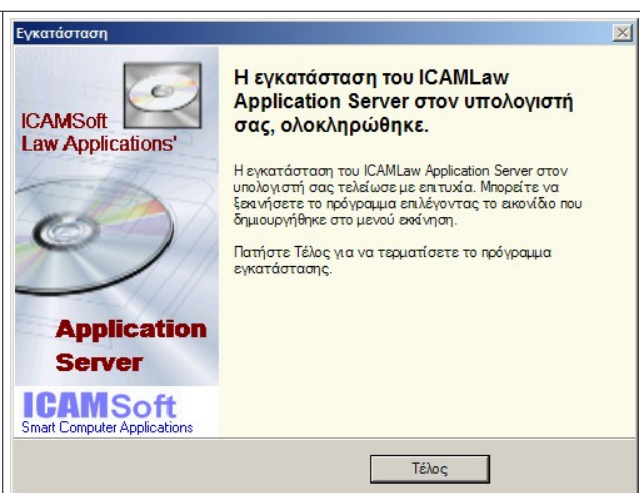 Εγκατάσταση
ICAMSoft
Law Applications'
Application
Server
ICAMSoft
Smart Computer Applications
Η εγκατάσταση του ICAMLaw
Application Server στον υπολογιστή
σας, ολοκληρώθηκε.
Η εγκατάσταση του ICAMLaw Application Server στον
υπολογιστή σας τελείωσε με επιτυχία. Μπορείτε να
ξεκινήσετε το πρόγραμμα επιλέγοντας το εικονίδιο που
δημιουργήθηκε στο μενού εκκίνηση.
Πατήστε Τέλος για να τερματίσετε το πρόγραμμα
εγκατάστασης.
Τέλος